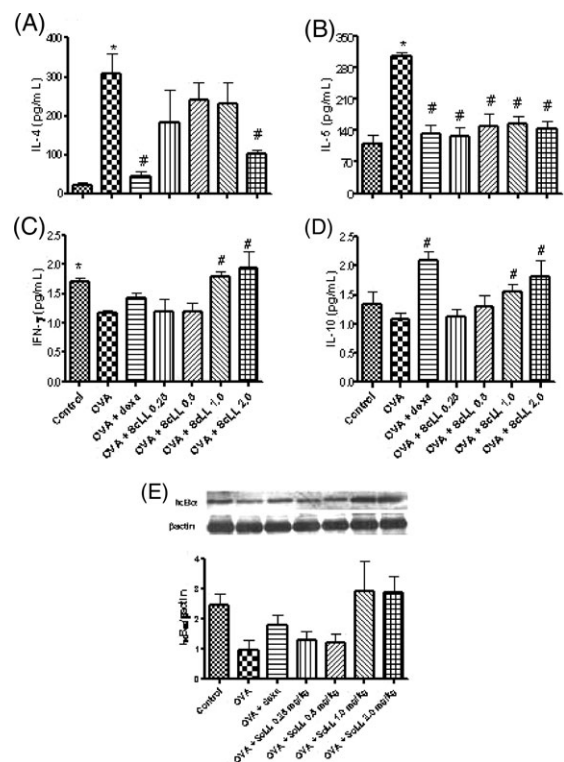 (A)
IL-4 (pg/mL)
400
300
200
100
0
*
#
#
(B)
IL-5 (pg/mL)
350
280
210
140
70
0
*
#
#
#
#
#
(C)
IFN-γ (pg/mL)
2.5
2.0
1.5
1.0
0.5
0.0
*
#
#
Control
OVA
OVA + dexa
OVA + ScLL 0.25
OVA + ScLL 0.5
OVA + ScLL 1.0
OVA + ScLL 2.0
(D)
IL-10 (pg/mL)
2.5
2.0
1.5
1.0
0.5
0.0
#
#
#
Control
OVA
OVA + dexa
OVA + ScLL 0.25
OVA + ScLL 0.5
OVA + ScLL 1.0
OVA + ScLL 2.0
(E)
IκBα
βactin
IκB-α/βactin
4
3
2
1
0
Control
OVA
OVA + dexa
OVA + ScLL 0.25 mg/kg
OVA + ScLL 0.5 mg/kg
OVA + ScLL 1.0 mg/kg
OVA + ScLL 2.0 mg/kg